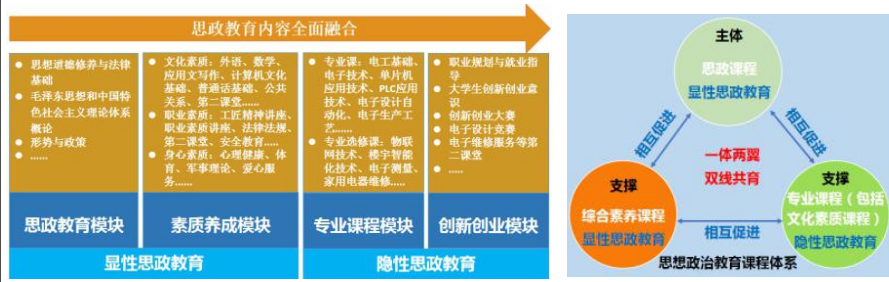 思政教育内容全面融合
● 思想道德修养与法律
基础
● 毛泽东思想和中国特
色社会主义理论体系
概论
● 形势与政策
● ......
● 文化素质：外语、数学、
应用文写作、计算机文化
基础、普通话基础、公共
关系、第二课堂......
● 职业素质：工匠精神讲座、
职业素质讲座、法律法规、
第二课堂、安全教育.....
● 身心素质：心理健康、体
育、军事理论、爱心服
务......
● 专业课：电工基础、
电子技术、单片机
应用技术、PLC应用
技术、电子设计自
动化、电子生产工
艺......
● 专业选修课：物联
网技术、楼宇智能
化技术、电子测量、
家用电器维修.....
● 职业规划与就业指
导
● 大学生创新创业意
识
● 创新创业大赛
● 电子设计竞赛
● 电子维修服务等第
二课堂
● .....
思政教育模块
素质养成模块
专业课程模块
创新创业模块
显性思政教育
隐性思政教育
主体
思政课程
显性思政教育
相互促进
相互促进
一体两翼
双线共育
支撑
综合素养课程
显性思政教育
相互促进
支撑
专业课程（包括
文化素质课程）
隐性思政教育
思想政治教育课程体系